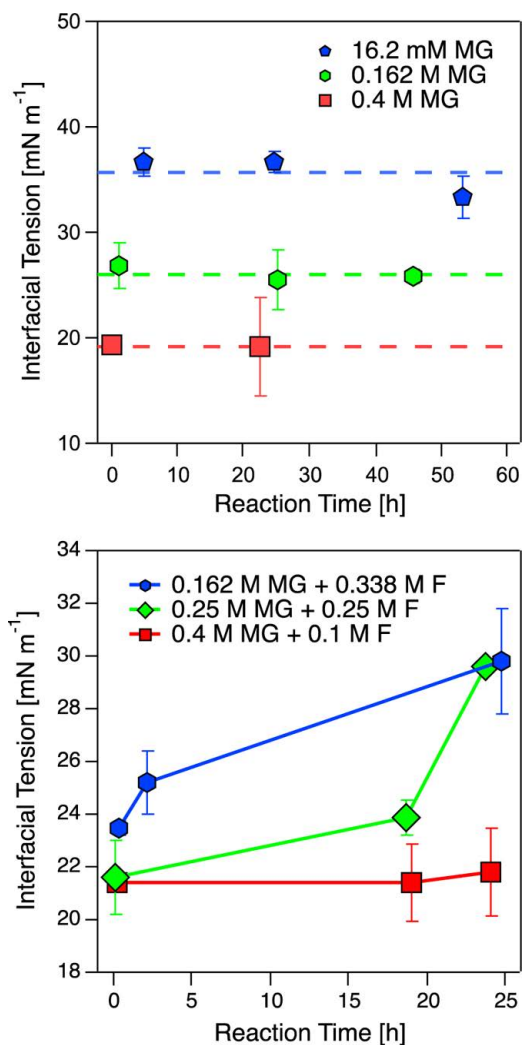 16.2 mM MG
0.162 M MG
0.4 M MG
Interfacial Tension [mN m⁻¹]
50
40
30
20
10
0
10
20
30
40
50
60
Reaction Time [h]
0.162 M MG + 0.338 M F
0.25 M MG + 0.25 M F
0.4 M MG + 0.1 M F
Interfacial Tension [mN m⁻¹]
34
32
30
28
26
24
22
20
18
0
5
10
15
20
25
Reaction Time [h]